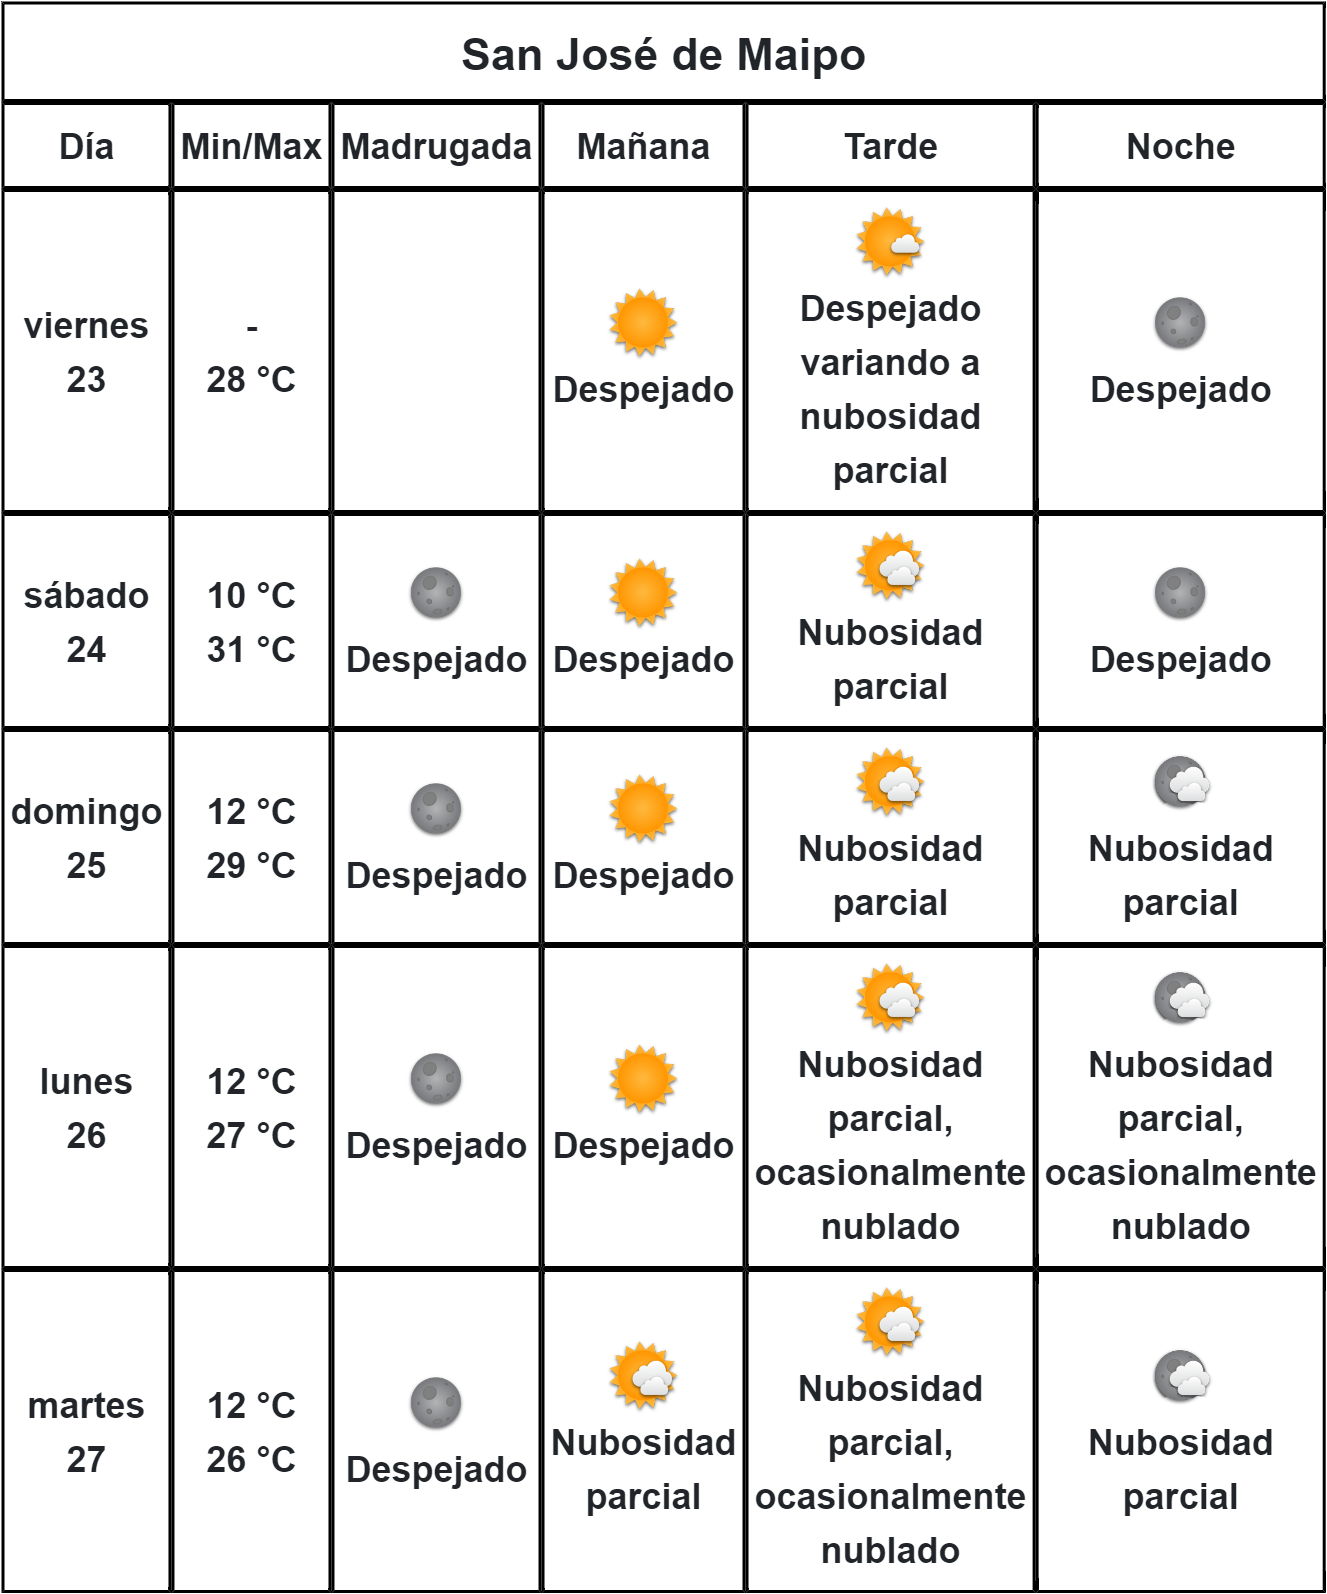 San José de Maipo
Día Min/Max Madrugada Mañana Tarde Noche
viernes
23
-
28 °C
Despejado
Despejado
variando a
nubosidad
parcial
Despejado
sábado
24
10 °C
31 °C
Despejado
Despejado
Nubosidad
parcial
Despejado
domingo
25
12 °C
29 °C
Despejado
Despejado
Nubosidad
parcial
Nubosidad
parcial
lunes
26
12 °C
27 °C
Despejado
Despejado
Nubosidad
parcial,
ocasionalmente
nublado
Nubosidad
parcial,
ocasionalmente
nublado
martes
27
12 °C
26 °C
Despejado
Nubosidad
parcial
Nubosidad
parcial,
ocasionalmente
nublado
Nubosidad
parcial